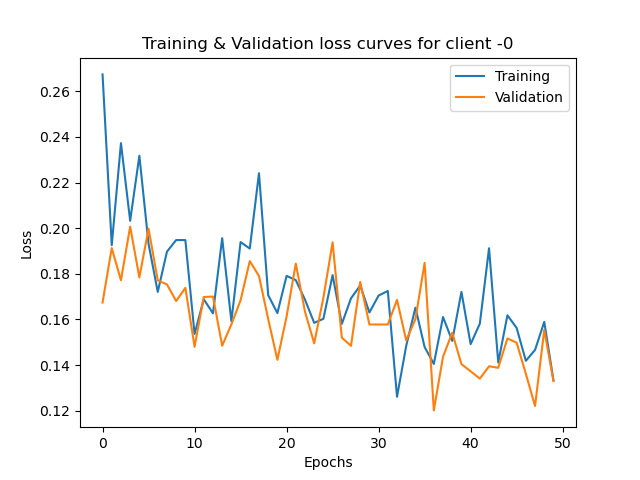 Training & Validation loss curves for client -0
Training
Validation
0.26
0.24
0.22
0.20
0.18
0.16
0.14
0.12
Loss
0 10 20 30 40 50
Epochs